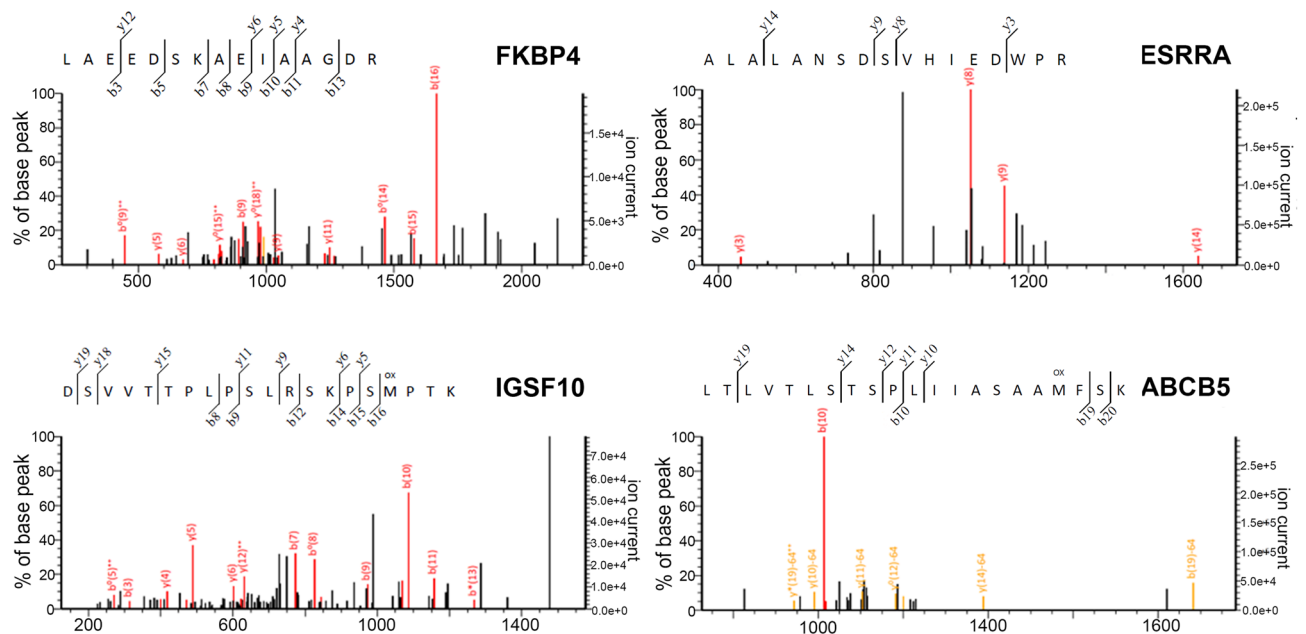 y12 y6 y5 y4
L A E E D S K A E I A A G D R
b3 b5 b7 b8 b9 b10 b11 b13
FKBP4
% of base peak
100
80
60
40
20
0
b⁰(9)** y(5) y(6) y⁰(15)** b(9) y⁰(18)** y(9) y(11) b⁰(14) b(15) b(16)
1.5e+4
1.0e+4
5.0e+3
0.0e+0
ion current
500 1000 1500 2000
y14 y9 y8 y3
A L A L A N S D S V H I E D W P R
ESRRA
% of base peak
100
80
60
40
20
0
y(3) y(8) y(9) y(14)
2.0e+5
1.5e+5
1.0e+5
5.0e+4
0.0e+0
ion current
400 800 1200 1600
y19 y18 y15 y11 y9 y6 y5
ox
D S V V T T P L P S L R S K P S M P T K
b8 b9 b12 b14 b15 b16
IGSF10
% of base peak
100
80
60
40
20
0
b⁰(5)** b(3) y(4) y(5) y(6) y(12)** b(7) b⁰(8) b(9) b(10) b(11) b*(13)
7.0e+4
6.0e+4
5.0e+4
4.0e+4
3.0e+4
2.0e+4
1.0e+4
0.0e+0
ion current
200 600 1000 1400
y19 y14 y12 y11 y10
ox
L T L V T L S T S P L I I A S A A M F S K
b10 b19 b20
ABCB5
% of base peak
100
80
60
40
20
0
y*(19)-64** y(10)-64 b(10) y(11)-64 y⁰(12)-64 y(14)-64 b(19)-64
2.5e+5
2.0e+5
1.5e+5
1.0e+5
5.0e+4
0.0e+0
ion current
1000 1400 1600